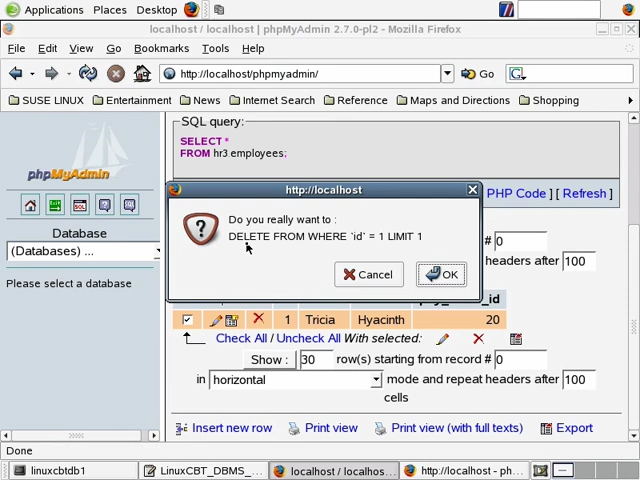 Applications Places Desktop
localhost / localhost | phpMyAdmin 2.7.0-pl2 - Mozilla Firefox
File Edit View Go Bookmarks Tools Help
http://localhost/phpmyadmin/ Go G
SUSE LINUX Entertainment News Internet Search Reference Maps and Directions Shopping
phpMyAdmin
SQL
Database
(Databases) ...
Please select a database
SQL query:
SELECT *
FROM hr3 employees;
PHP Code ] [ Refresh ]
http://localhost
Do you really want to :
DELETE FROM WHERE `id` = 1 LIMIT 1
Cancel OK
# 0
headers after 100
_id
1 Tricia Hyacinth 20
Check All / Uncheck All With selected:
Show : 30 row(s) starting from record # 0
in horizontal mode and repeat headers after 100
cells
Insert new row Print view Print view (with full texts) Export
Done
linuxcbtdb1 LinuxCBT_DBMS_... localhost / localhos... http://localhost - ph...